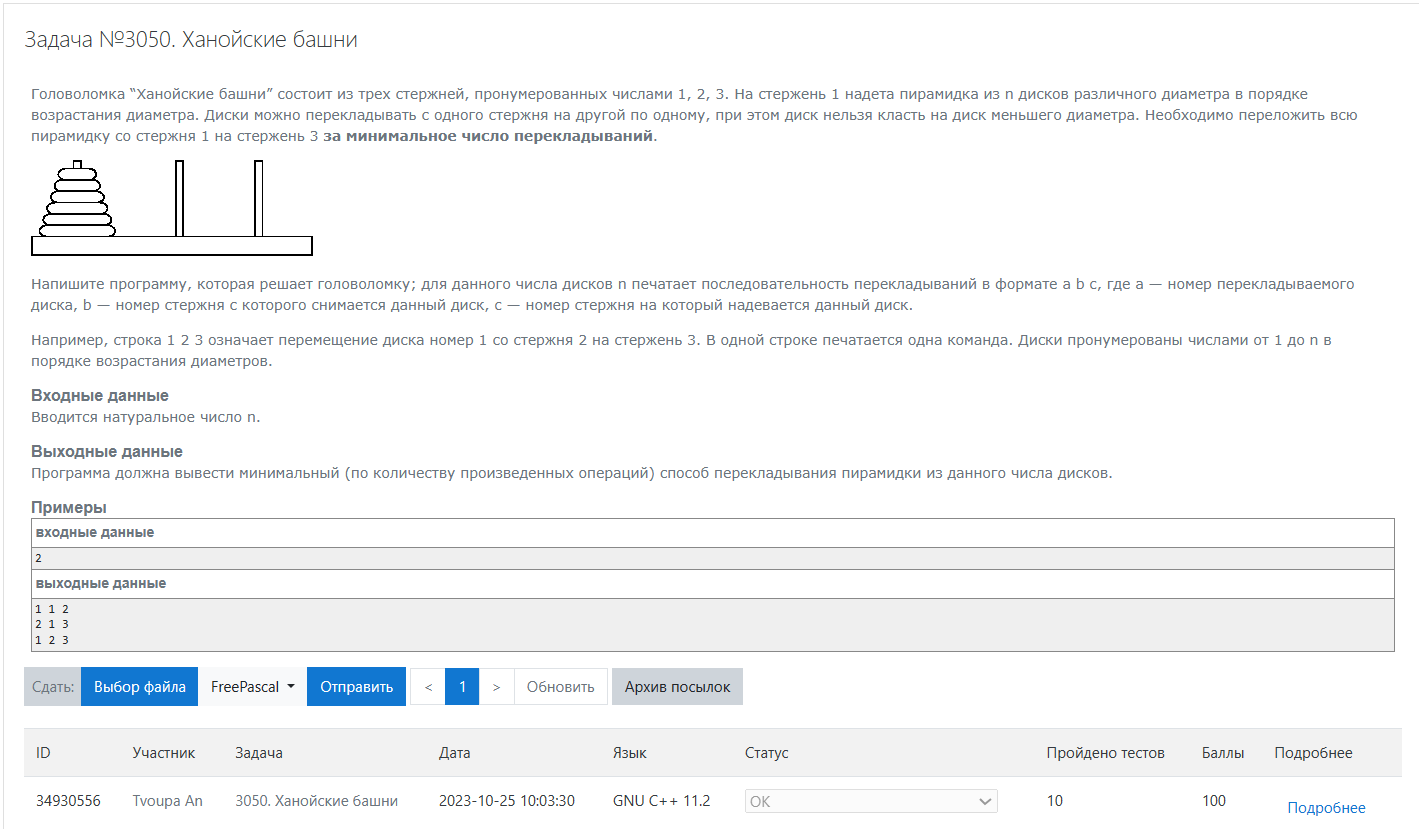 Задача №3050. Ханойские башни
Головоломка “Ханойские башни” состоит из трех стержней, пронумерованных числами 1, 2, 3. На стержень 1 надета пирамидка из n дисков различного диаметра в порядке
возрастания диаметра. Диски можно перекладывать с одного стержня на другой по одному, при этом диск нельзя класть на диск меньшего диаметра. Необходимо переложить всю
пирамидку со стержня 1 на стержень 3 за минимальное число перекладываний.
Напишите программу, которая решает головоломку; для данного числа дисков n печатает последовательность перекладываний в формате a b c, где a — номер перекладываемого
диска, b — номер стержня с которого снимается данный диск, c — номер стержня на который надевается данный диск.
Например, строка 1 2 3 означает перемещение диска номер 1 со стержня 2 на стержень 3. В одной строке печатается одна команда. Диски пронумерованы числами от 1 до n в
порядке возрастания диаметров.
Входные данные
Вводится натуральное число n.
Выходные данные
Программа должна вывести минимальный (по количеству произведенных операций) способ перекладывания пирамидки из данного числа дисков.
Примеры
входные данные
2
выходные данные
1 1 2
2 1 3
1 2 3
Сдать: Выбор файла FreePascal Отправить < 1 > Обновить Архив посылок
ID Участник Задача Дата Язык Статус Пройдено тестов Баллы Подробнее
34930556 Tvoupa An 3050. Ханойские башни 2023-10-25 10:03:30 GNU C++ 11.2 OK 10 100 Подробнее